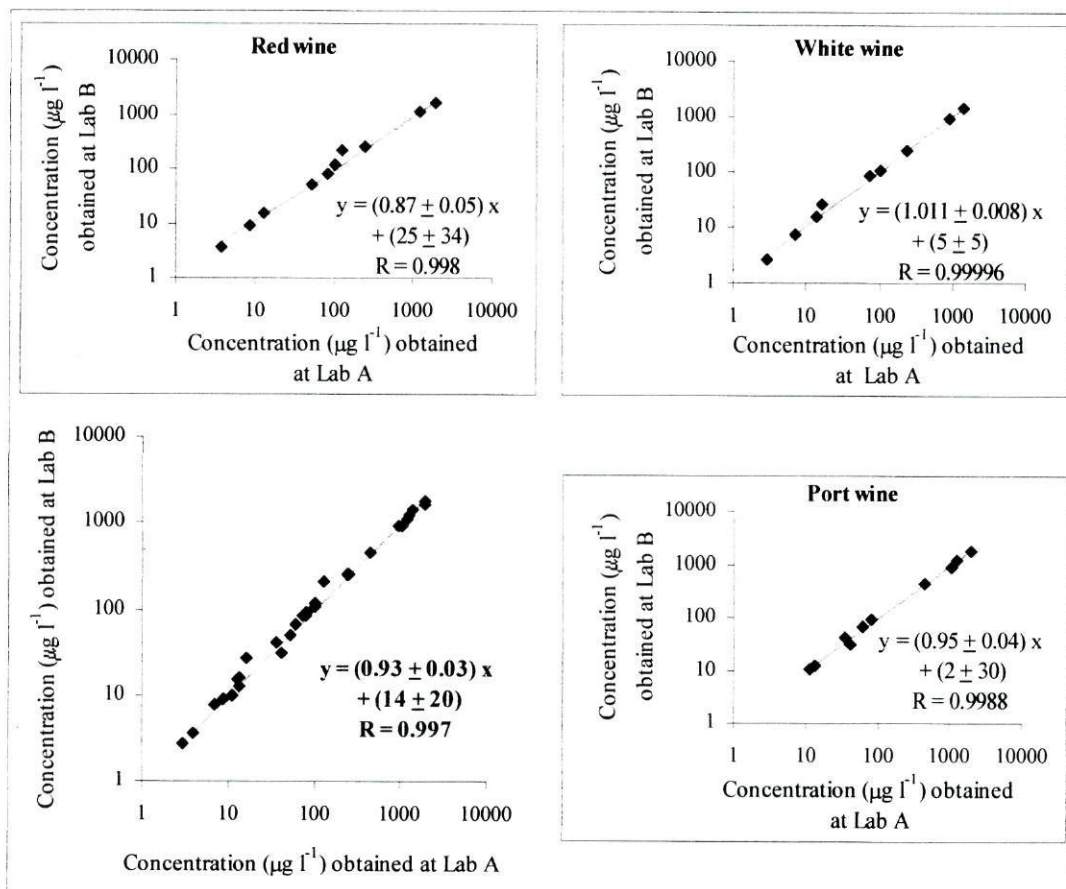 Red wine
Concentration (μg l⁻¹)
obtained at Lab B
10000
1000
100
10
1
y = (0.87 ± 0.05) x
+ (25 ± 34)
R = 0.998
1 10 100 1000 10000
Concentration (μg l⁻¹) obtained
at Lab A
White wine
Concentration (μg l⁻¹)
obtained at Lab B
10000
1000
100
10
1
y = (1.011 ± 0.008) x
+ (5 ± 5)
R = 0.99996
1 10 100 1000 10000
Concentration (μg l⁻¹) obtained
at Lab A
Concentration (μg l⁻¹) obtained at Lab B
10000
1000
100
10
1
y = (0.93 ± 0.03) x
+ (14 ± 20)
R = 0.997
1 10 100 1000 10000
Concentration (μg l⁻¹) obtained at Lab A
Port wine
Concentration (μg l⁻¹)
obtained at Lab B
10000
1000
100
10
1
y = (0.95 ± 0.04) x
+ (2 ± 30)
R = 0.9988
1 10 100 1000 10000
Concentration (μg l⁻¹) obtained
at Lab A